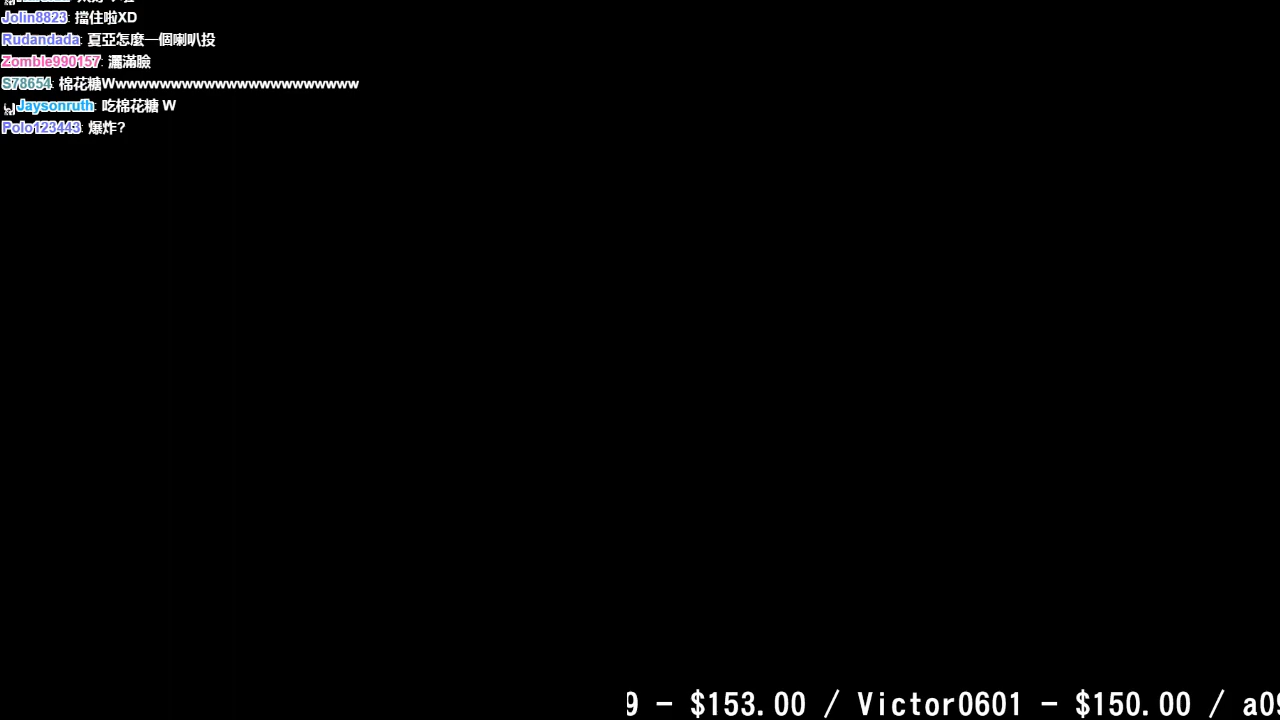 Jolin8823: 擋住啦XD
Rudandada: 夏亞怎麼一個喇叭投
Zombie990157: 灑滿臉
S78654: 棉花糖Wwwwwwwwwwwwwwwwwwwwwww
Jaysonruth: 吃棉花糖 W
Polo123443: 爆炸?
9 - $153.00 / Victor0601 - $150.00 / a09